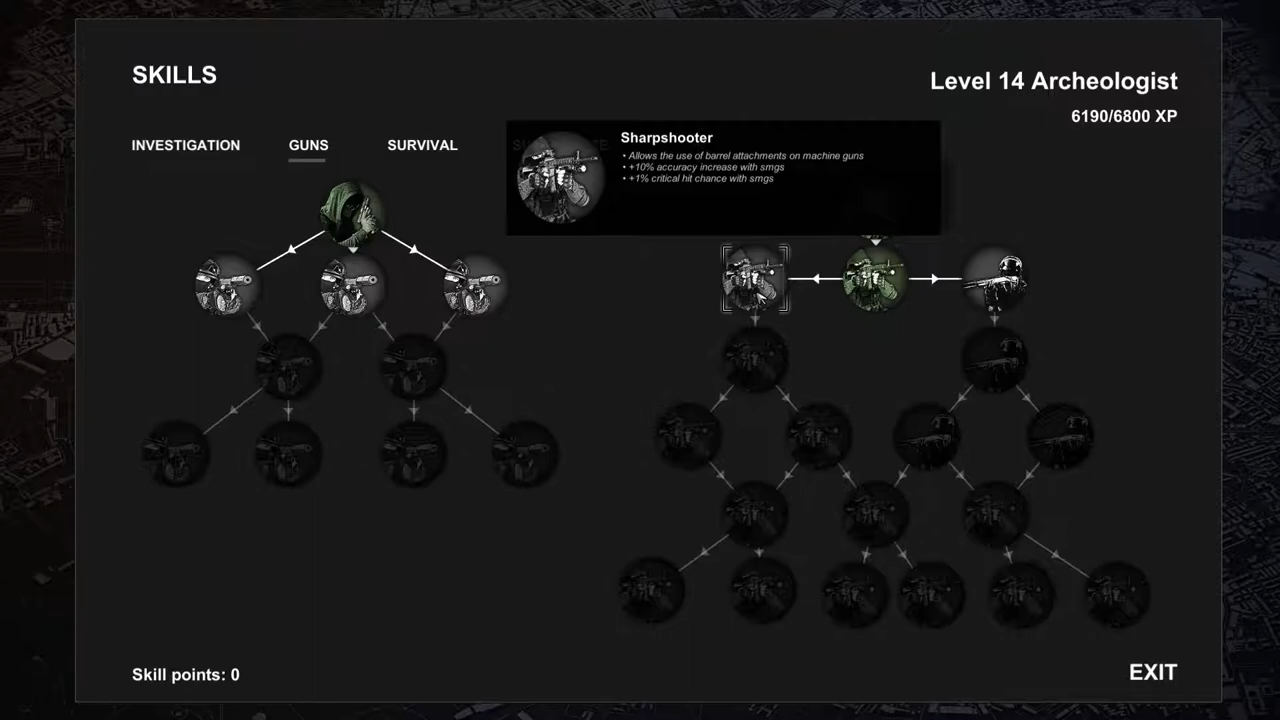 SKILLS
Level 14 Archeologist
6190/6800 XP
INVESTIGATION
GUNS
SURVIVAL
Sharpshooter
• Allows the use of barrel attachments on machine guns
• +10% accuracy increase with smgs
• +1% critical hit chance with smgs
Skill points: 0
EXIT